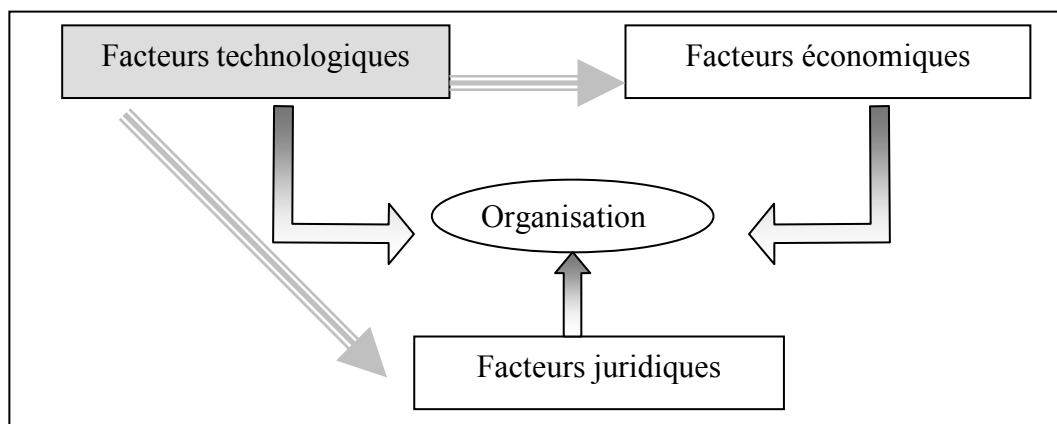 Facteurs technologiques
Facteurs économiques
Organisation
Facteurs juridiques